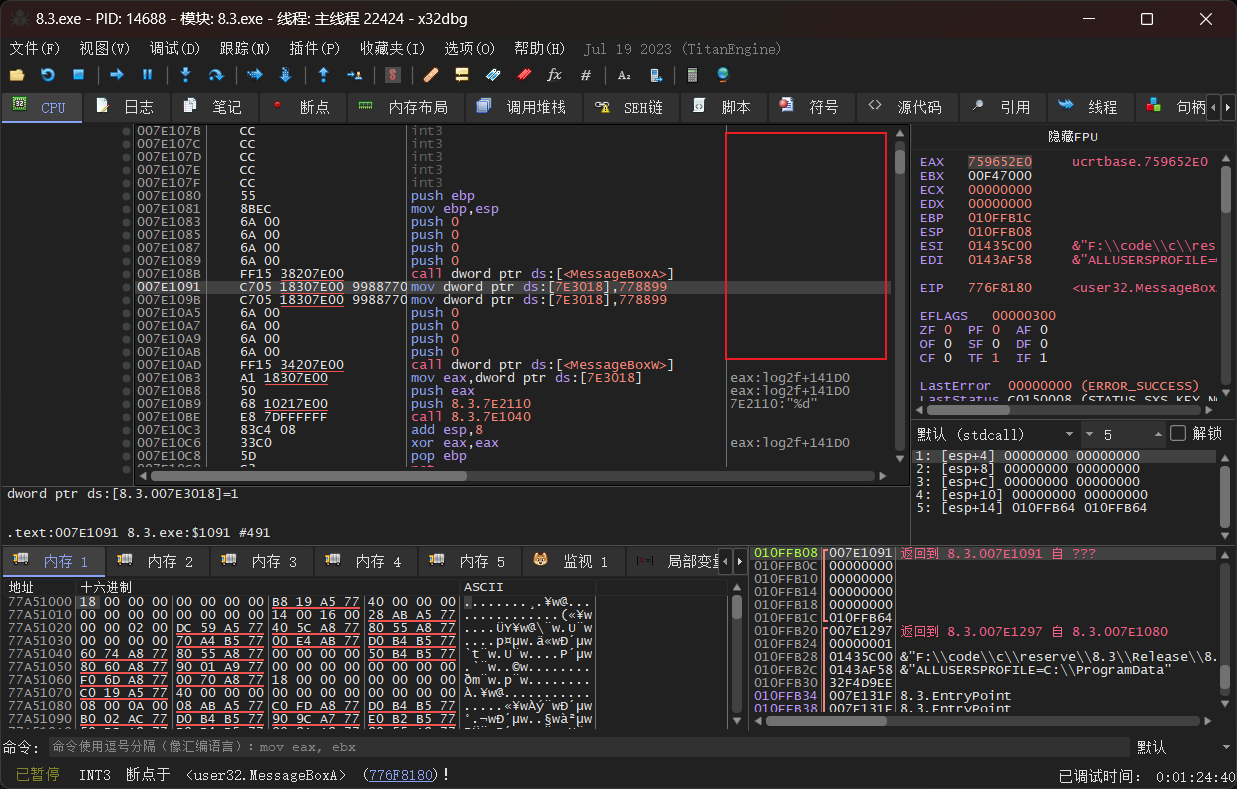 8.3.exe - PID: 14688 - 模块: 8.3.exe - 线程: 主线程 22424 - x32dbg
文件(F) 视图(V) 调试(D) 跟踪(N) 插件(P) 收藏夹(I) 选项(O) 帮助(H) Jul 19 2023 (TitanEngine)
CPU 日志 笔记 断点 内存布局 调用堆栈 SEH链 脚本 符号 源代码 引用 线程 句柄
007E107B CC int3
007E107C CC int3
007E107D CC int3
007E107E CC int3
007E107F CC int3
007E1080 55 push ebp
007E1081 8BEC mov ebp,esp
007E1083 6A 00 push 0
007E1085 6A 00 push 0
007E1087 6A 00 push 0
007E1089 6A 00 push 0
007E108B FF15 38207E00 call dword ptr ds:[<MessageBoxA>]
007E1091 C705 18307E00 9988770 mov dword ptr ds:[7E3018],778899
007E109B C705 18307E00 9988770 mov dword ptr ds:[7E3018],778899
007E10A5 6A 00 push 0
007E10A7 6A 00 push 0
007E10A9 6A 00 push 0
007E10AB 6A 00 push 0
007E10AD FF15 34207E00 call dword ptr ds:[<MessageBoxW>]
007E10B3 A1 18307E00 mov eax,dword ptr ds:[7E3018] eax:log2f+141D0
007E10B8 50 push eax eax:log2f+141D0
007E10B9 68 10217E00 push 8.3.7E2110 7E2110:"%d"
007E10BE E8 7DFFFFFF call 8.3.7E1040
007E10C3 83C4 08 add esp,8
007E10C6 33C0 xor eax,eax eax:log2f+141D0
007E10C8 5D pop ebp
隐藏FPU
EAX 759652E0 ucrtbase.759652E0
EBX 00F47000
ECX 00000000
EDX 00000000
EBP 010FFB1C
ESP 010FFB08
ESI 01435C00 &"F:\\code\\c\\res
EDI 0143AF58 &"ALLUSERSPROFILE=
EIP 776F8180 <user32.MessageBox
EFLAGS 00000300
ZF 0 PF 0 AF 0
OF 0 SF 0 DF 0
CF 0 TF 1 IF 1
LastError 00000000 (ERROR_SUCCESS)
LastStatus C0150008 (STATUS_SXS_KEY_N
默认 (stdcall) 5 解锁
1: [esp+4] 00000000 00000000
2: [esp+8] 00000000 00000000
3: [esp+C] 00000000 00000000
4: [esp+10] 00000000 00000000
5: [esp+14] 010FFB64 010FFB64
dword ptr ds:[8.3.007E3018]=1
.text:007E1091 8.3.exe:$1091 #491
内存 1 内存 2 内存 3 内存 4 内存 5 监视 1 局部变量
地址 十六进制 ASCII
77A51000 18 00 00 00 00 00 00 00 B8 19 A5 77 40 00 00 00 ........¸.¥w@...
77A51010 00 00 00 00 00 00 00 00 14 00 16 00 28 AB A5 77 ............(«¥w
77A51020 00 00 02 00 DC 59 A5 77 40 5C A8 77 80 55 A8 77 ....ÜY¥w@\¨w.U¨w
77A51030 00 00 00 00 70 A4 B5 77 00 E4 AB 77 D0 B4 B5 77 ....p¤µw.ä«wÐ´µw
77A51040 60 74 A8 77 80 55 A8 77 00 00 00 00 50 B4 B5 77 `t¨w.U¨w....P´µw
77A51050 80 60 A8 77 90 01 A9 77 00 00 00 00 00 00 00 00 .`¨w..©w........
77A51060 F0 6D A8 77 00 70 A8 77 18 00 00 00 00 00 00 00 ðm¨w.p¨w........
77A51070 C0 19 A5 77 40 00 00 00 00 00 00 00 00 00 00 00 À.¥w@...........
77A51080 08 00 0A 00 08 AB A5 77 C0 FD A8 77 D0 B4 B5 77 .....«¥wÀý¨wÐ´µw
77A51090 B0 02 AC 77 D0 B4 B5 77 90 9C A7 77 E0 B2 B5 77 °.¬wÐ´µw..§wà²µw
010FFB08 007E1091 返回到 8.3.007E1091 自 ???
010FFB0C 00000000
010FFB10 00000000
010FFB14 00000000
010FFB18 00000000
010FFB1C 010FFB64
010FFB20 007E1297 返回到 8.3.007E1297 自 8.3.007E1080
010FFB24 00000001
010FFB28 01435C00 &"F:\\code\\c\\reserve\\8.3\\Release\\8.
010FFB2C 0143AF58 &"ALLUSERSPROFILE=C:\\ProgramData"
010FFB30 32F4D9EE
010FFB34 007E131F 8.3.EntryPoint
010FFB38 007E131F 8.3.EntryPoint
命令: 命令使用逗号分隔（像汇编语言）: mov eax, ebx 默认
已暂停 INT3 断点于 <user32.MessageBoxA> (776F8180)! 已调试时间: 0:01:24:40